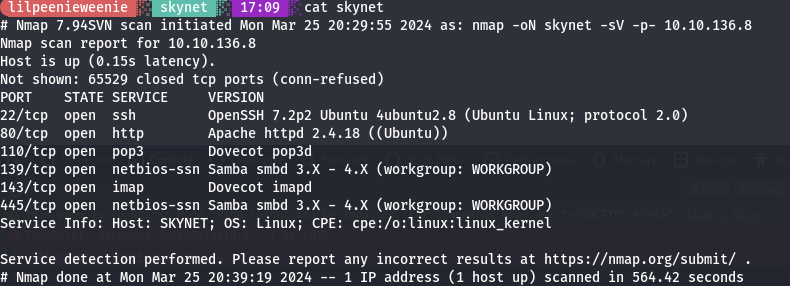 lilpeenieweenie skynet 17:09 cat skynet
# Nmap 7.94SVN scan initiated Mon Mar 25 20:29:55 2024 as: nmap -oN skynet -sV -p- 10.10.136.8
Nmap scan report for 10.10.136.8
Host is up (0.15s latency).
Not shown: 65529 closed tcp ports (conn-refused)
PORT    STATE SERVICE     VERSION
22/tcp  open  ssh         OpenSSH 7.2p2 Ubuntu 4ubuntu2.8 (Ubuntu Linux; protocol 2.0)
80/tcp  open  http        Apache httpd 2.4.18 ((Ubuntu))
110/tcp open  pop3        Dovecot pop3d
139/tcp open  netbios-ssn Samba smbd 3.X - 4.X (workgroup: WORKGROUP)
143/tcp open  imap        Dovecot imapd
445/tcp open  netbios-ssn Samba smbd 3.X - 4.X (workgroup: WORKGROUP)
Service Info: Host: SKYNET; OS: Linux; CPE: cpe:/o:linux:linux_kernel

Service detection performed. Please report any incorrect results at https://nmap.org/submit/ .
# Nmap done at Mon Mar 25 20:39:19 2024 -- 1 IP address (1 host up) scanned in 564.42 seconds